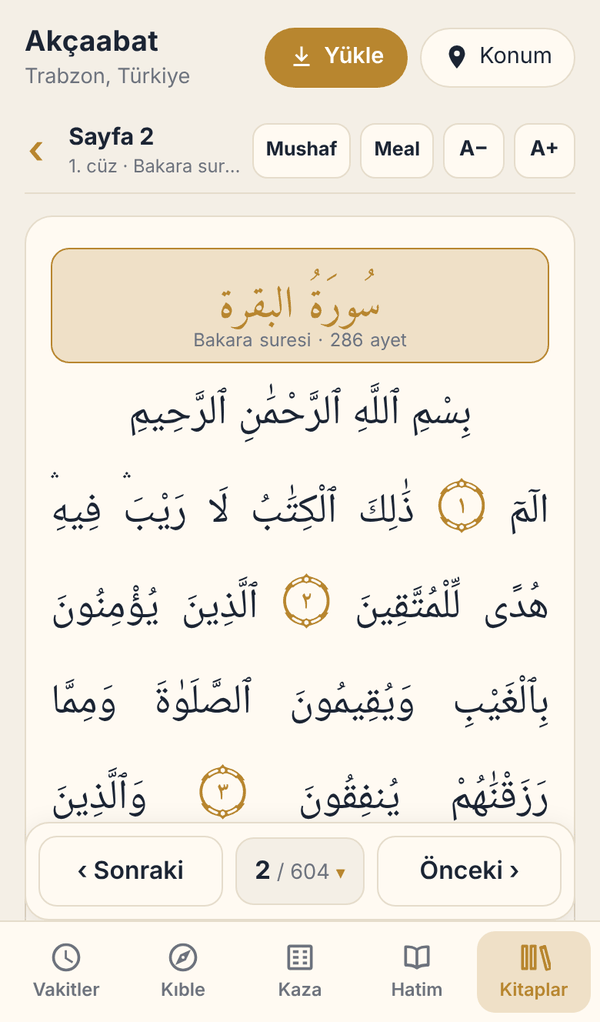 Akçaabat
Trabzon, Türkiye
Yükle
Konum
‹
Sayfa 2
1. cüz · Bakara sur...
Mushaf
Meal
A−
A+
سُورَةُ البقرة
Bakara suresi · 286 ayet
بِسْمِ ٱللَّهِ ٱلرَّحْمَٰنِ ٱلرَّحِيمِ
الٓمٓ ١ ذَٰلِكَ ٱلْكِتَٰبُ لَا رَيْبَۛ فِيهِۛ
هُدًى لِّلْمُتَّقِينَ ٢ ٱلَّذِينَ يُؤْمِنُونَ
بِٱلْغَيْبِ وَيُقِيمُونَ ٱلصَّلَوٰةَ وَمِمَّا
رَزَقْنَٰهُمْ يُنفِقُونَ ٣ وَٱلَّذِينَ
‹ Sonraki
2 / 604 ▾
Önceki ›
Vakitler
Kıble
Kaza
Hatim
Kitaplar